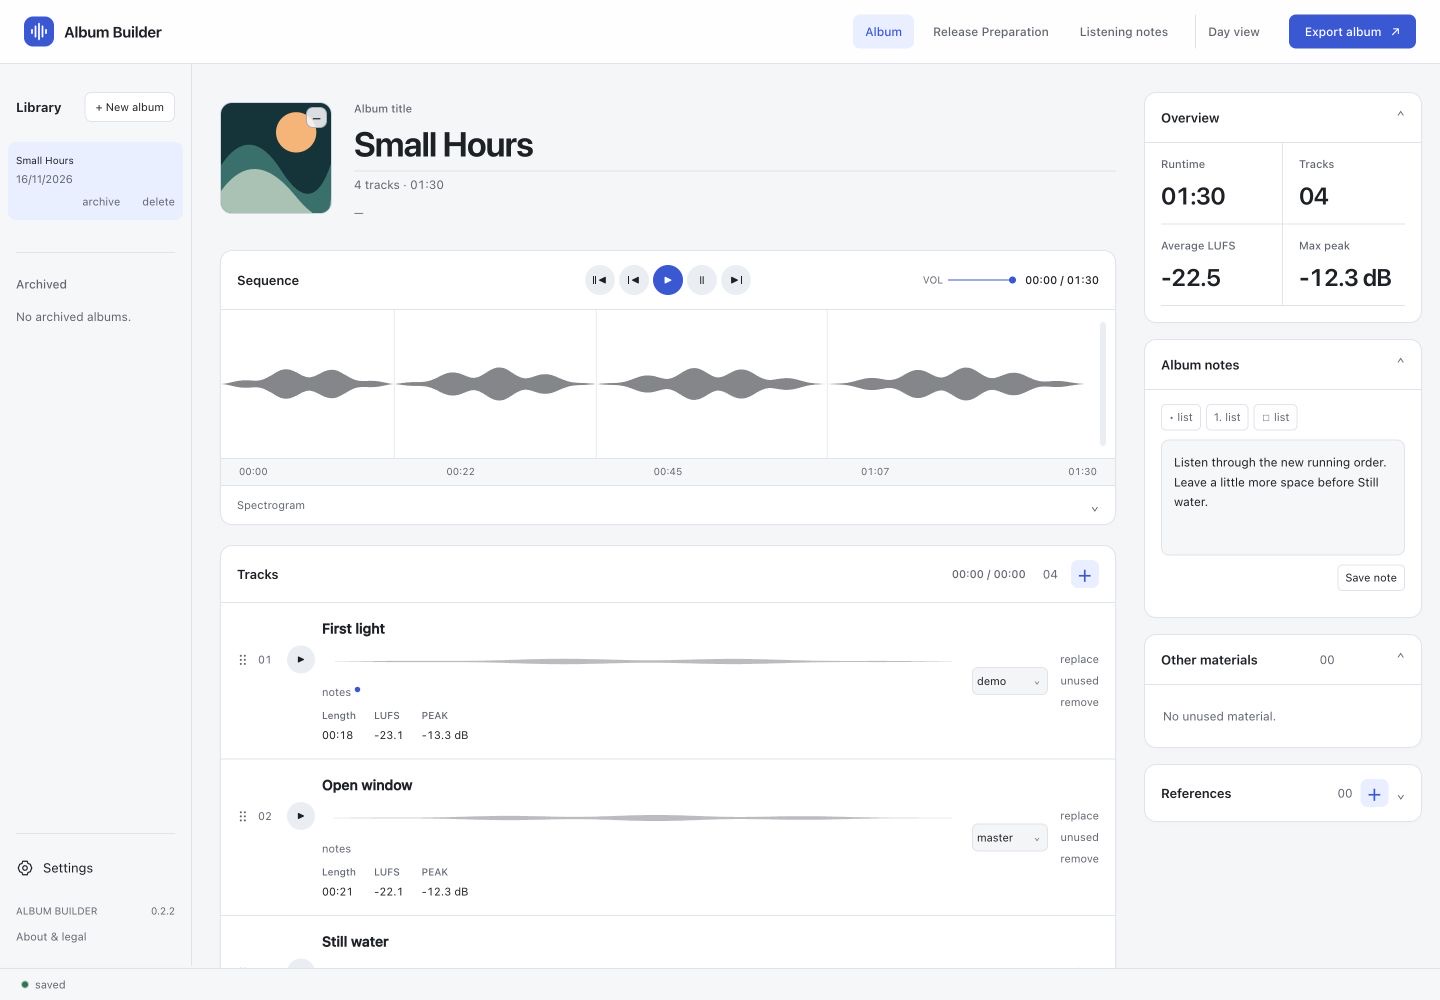 Album Builder
Album
Release Preparation
Listening notes
Day view
Export album
Library
+ New album
Small Hours
16/11/2026
archive
delete
Archived
No archived albums.
Settings
ALBUM BUILDER
0.2.2
About & legal
saved
Album title
Small Hours
4 tracks · 01:30
—
Sequence
VOL
00:00 / 01:30
00:00
00:22
00:45
01:07
01:30
Spectrogram
Tracks
00:00 / 00:00
04
+
First light
01
notes
Length LUFS PEAK
00:18 -23.1 -13.3 dB
demo
replace
unused
remove
Open window
02
notes
Length LUFS PEAK
00:21 -22.1 -12.3 dB
master
replace
unused
remove
Still water
Overview
Runtime
01:30
Tracks
04
Average LUFS
-22.5
Max peak
-12.3 dB
Album notes
• list
1. list
□ list
Listen through the new running order.
Leave a little more space before Still
water.
Save note
Other materials
00
No unused material.
References
00
+